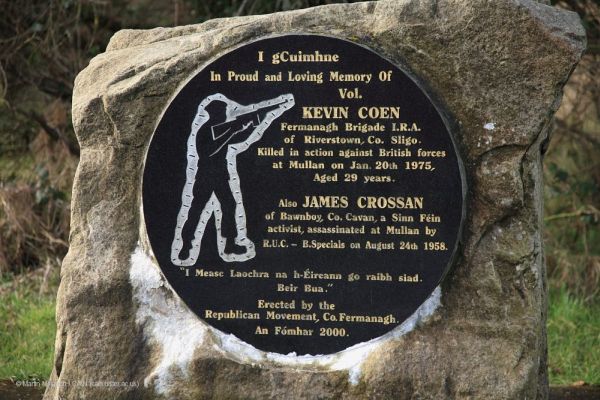 I gCuimhne
In Proud and Loving Memory Of
Vol.
KEVIN COEN
Fermanagh Brigade I.R.A.
of Riverstown, Co. Sligo.
Killed in action against British forces
at Mullan on Jan. 20th 1975,
Aged 29 years.
Also JAMES CROSSAN
of Bawnboy, Co. Cavan, a Sinn Féin
activist, assassinated at Mullan by
R.U.C. - B.Specials on August 24th 1958.
"I Measc Laochra na h-Éireann go raibh siad.
Beir Bua."
Erected by the
Republican Movement, Co. Fermanagh.
An Fómhar 2000.
© Martin